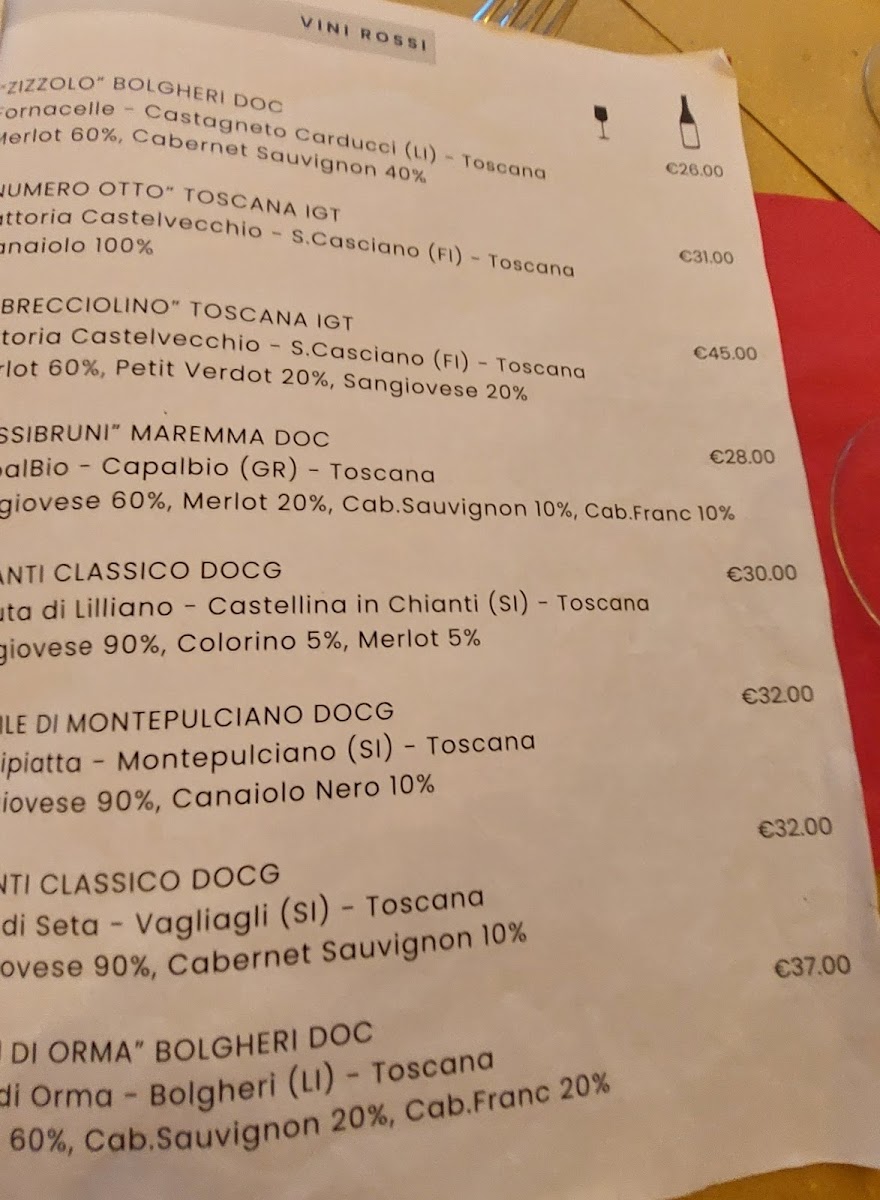 VINI ROSSI
"ZIZZOLO" BOLGHERI DOC
Fornacelle - Castagneto Carducci (LI) - Toscana
€26.00
Merlot 60%, Cabernet Sauvignon 40%
NUMERO OTTO" TOSCANA IGT
attoria Castelvecchio - S.Casciano (FI) - Toscana
€31.00
anaiolo 100%
BRECCIOLINO" TOSCANA IGT
toria Castelvecchio - S.Casciano (FI) - Toscana
€45.00
rlot 60%, Petit Verdot 20%, Sangiovese 20%
SSIBRUNI" MAREMMA DOC
palBio - Capalbio (GR) - Toscana
€28.00
giovese 60%, Merlot 20%, Cab.Sauvignon 10%, Cab.Franc 10%
ANTI CLASSICO DOCG
€30.00
uta di Lilliano - Castellina in Chianti (SI) - Toscana
giovese 90%, Colorino 5%, Merlot 5%
ILE DI MONTEPULCIANO DOCG
€32.00
ipiatta - Montepulciano (SI) - Toscana
iovese 90%, Canaiolo Nero 10%
NTI CLASSICO DOCG
€32.00
di Seta - Vagliagli (SI) - Toscana
ovese 90%, Cabernet Sauvignon 10%
DI ORMA" BOLGHERI DOC
€37.00
di Orma - Bolgheri (LI) - Toscana
60%, Cab.Sauvignon 20%, Cab.Franc 20%